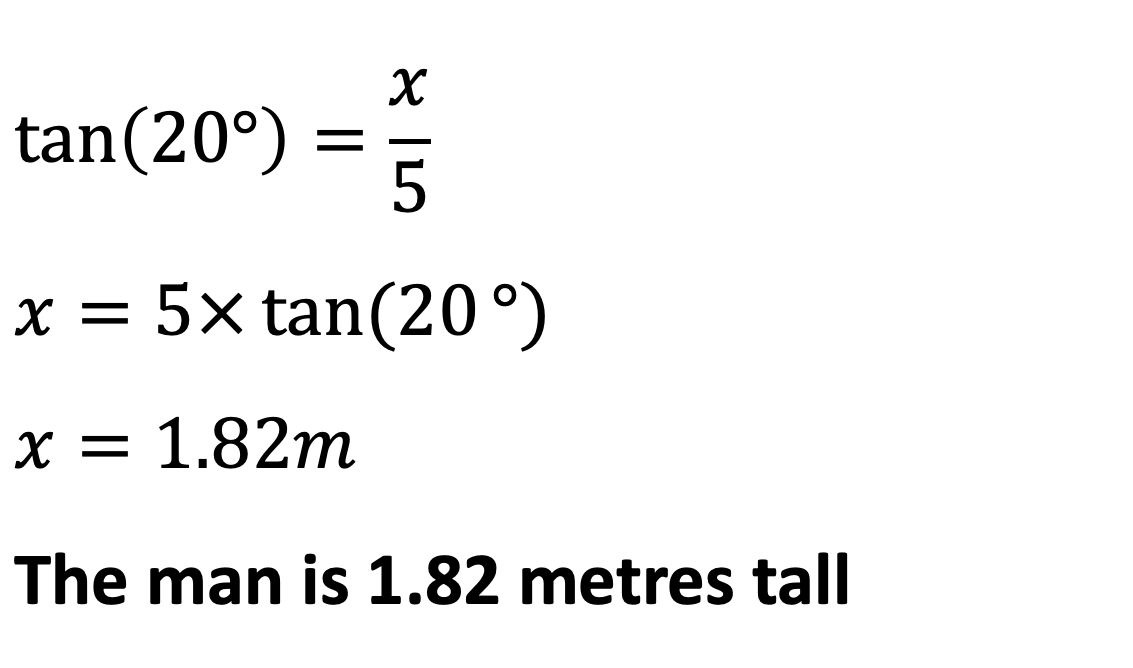 tan(20°) = x/5
x = 5× tan(20 °)
x = 1.82m
The man is 1.82 metres tall